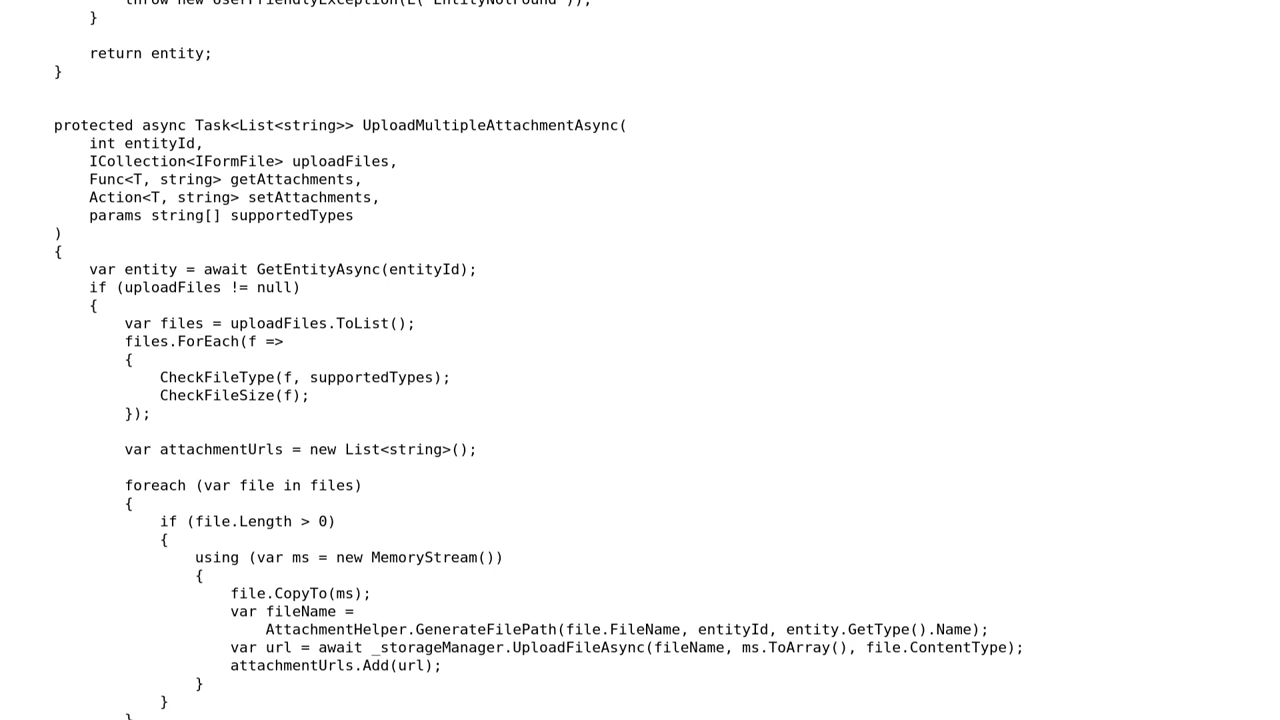 throw new UserFriendlyException(L("EntityNotFound"));
}
return entity;
}
protected async Task<List<string>> UploadMultipleAttachmentAsync(
int entityId,
ICollection<IFormFile> uploadFiles,
Func<T, string> getAttachments,
Action<T, string> setAttachments,
params string[] supportedTypes
)
{
var entity = await GetEntityAsync(entityId);
if (uploadFiles != null)
{
var files = uploadFiles.ToList();
files.ForEach(f =>
{
CheckFileType(f, supportedTypes);
CheckFileSize(f);
});
var attachmentUrls = new List<string>();
foreach (var file in files)
{
if (file.Length > 0)
{
using (var ms = new MemoryStream())
{
file.CopyTo(ms);
var fileName =
AttachmentHelper.GenerateFilePath(file.FileName, entityId, entity.GetType().Name);
var url = await _storageManager.UploadFileAsync(fileName, ms.ToArray(), file.ContentType);
attachmentUrls.Add(url);
}
}
}